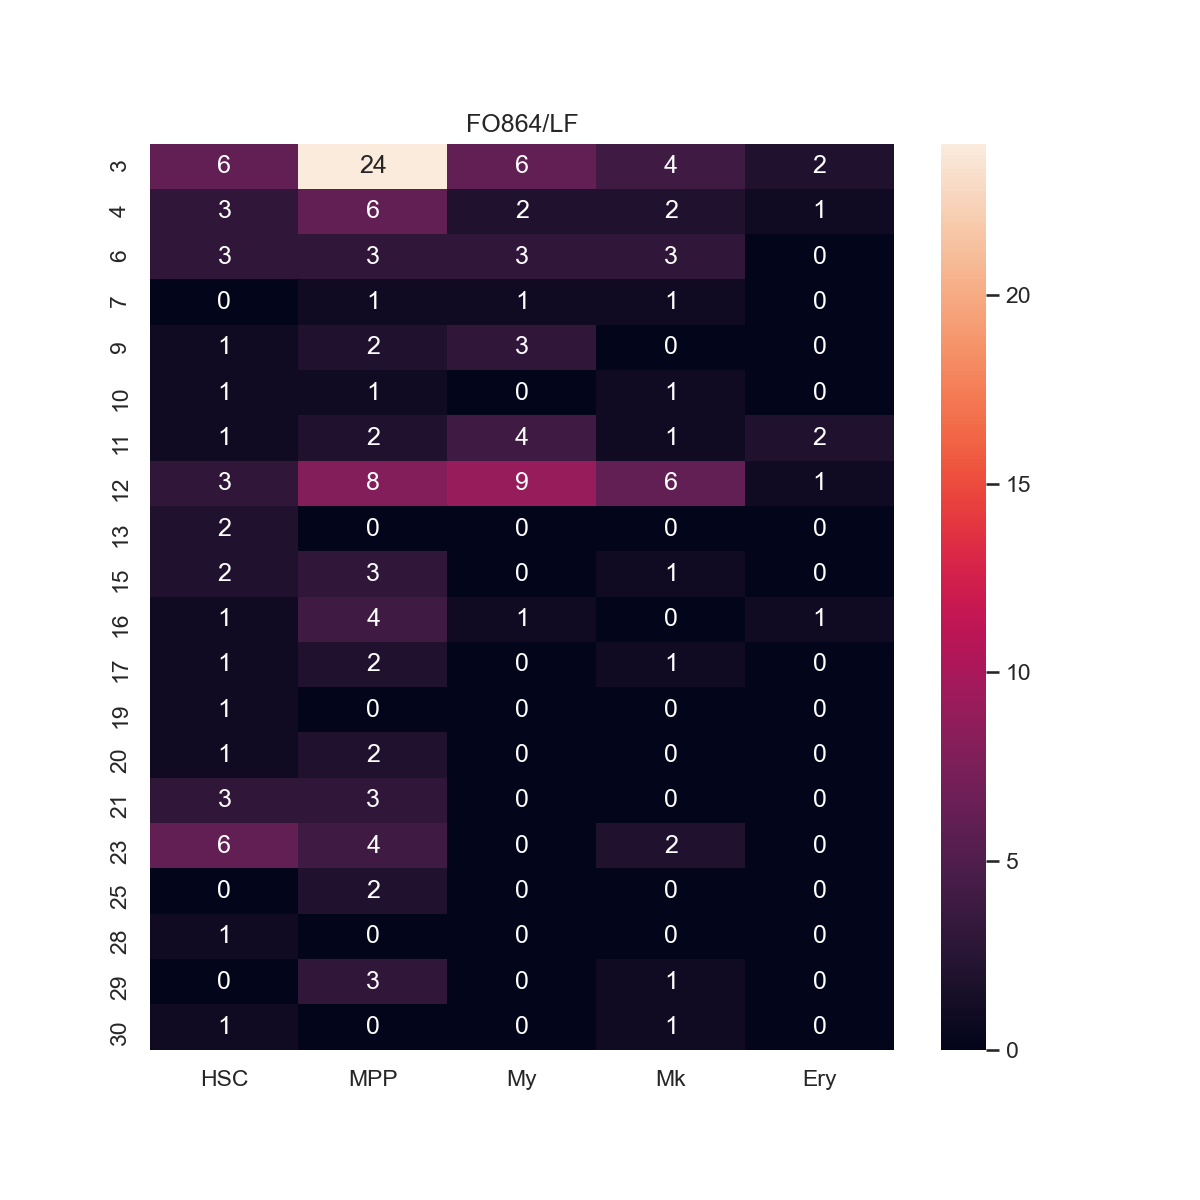 FO864/LF
3 6 24 6 4 2
4 3 6 2 2 1
6 3 3 3 3 0
7 0 1 1 1 0
9 1 2 3 0 0
10 1 1 0 1 0
11 1 2 4 1 2
12 3 8 9 6 1
13 2 0 0 0 0
15 2 3 0 1 0
16 1 4 1 0 1
17 1 2 0 1 0
19 1 0 0 0 0
20 1 2 0 0 0
21 3 3 0 0 0
23 6 4 0 2 0
25 0 2 0 0 0
28 1 0 0 0 0
29 0 3 0 1 0
30 1 0 0 1 0
HSC MPP My Mk Ery
20
15
10
5
0